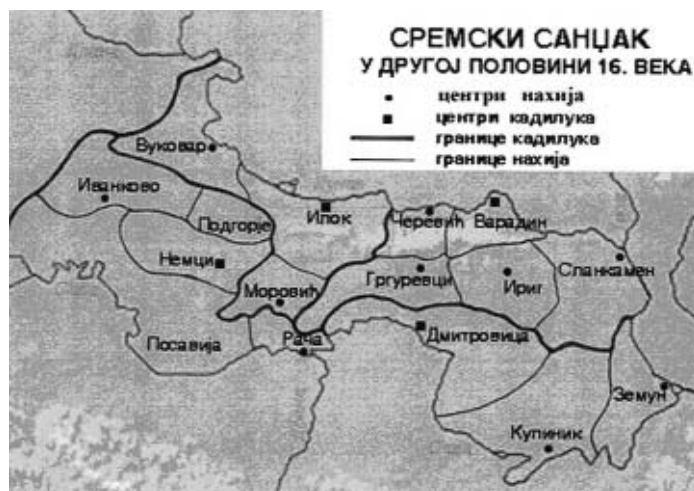 СРЕМСКИ САНЏАК
У ДРУГОЈ ПОЛОВИНИ 16. ВЕКА
центри нахија
центри кадилука
границе кадилука
границе нахија
Вуковар
Иванково
Подгорје
Илок
Черевић
Варадин
Немци
Моровић
Гргуревци
Ириг
Сланкамен
Посавија
Рача
Дмитровица
Земун
Купиник